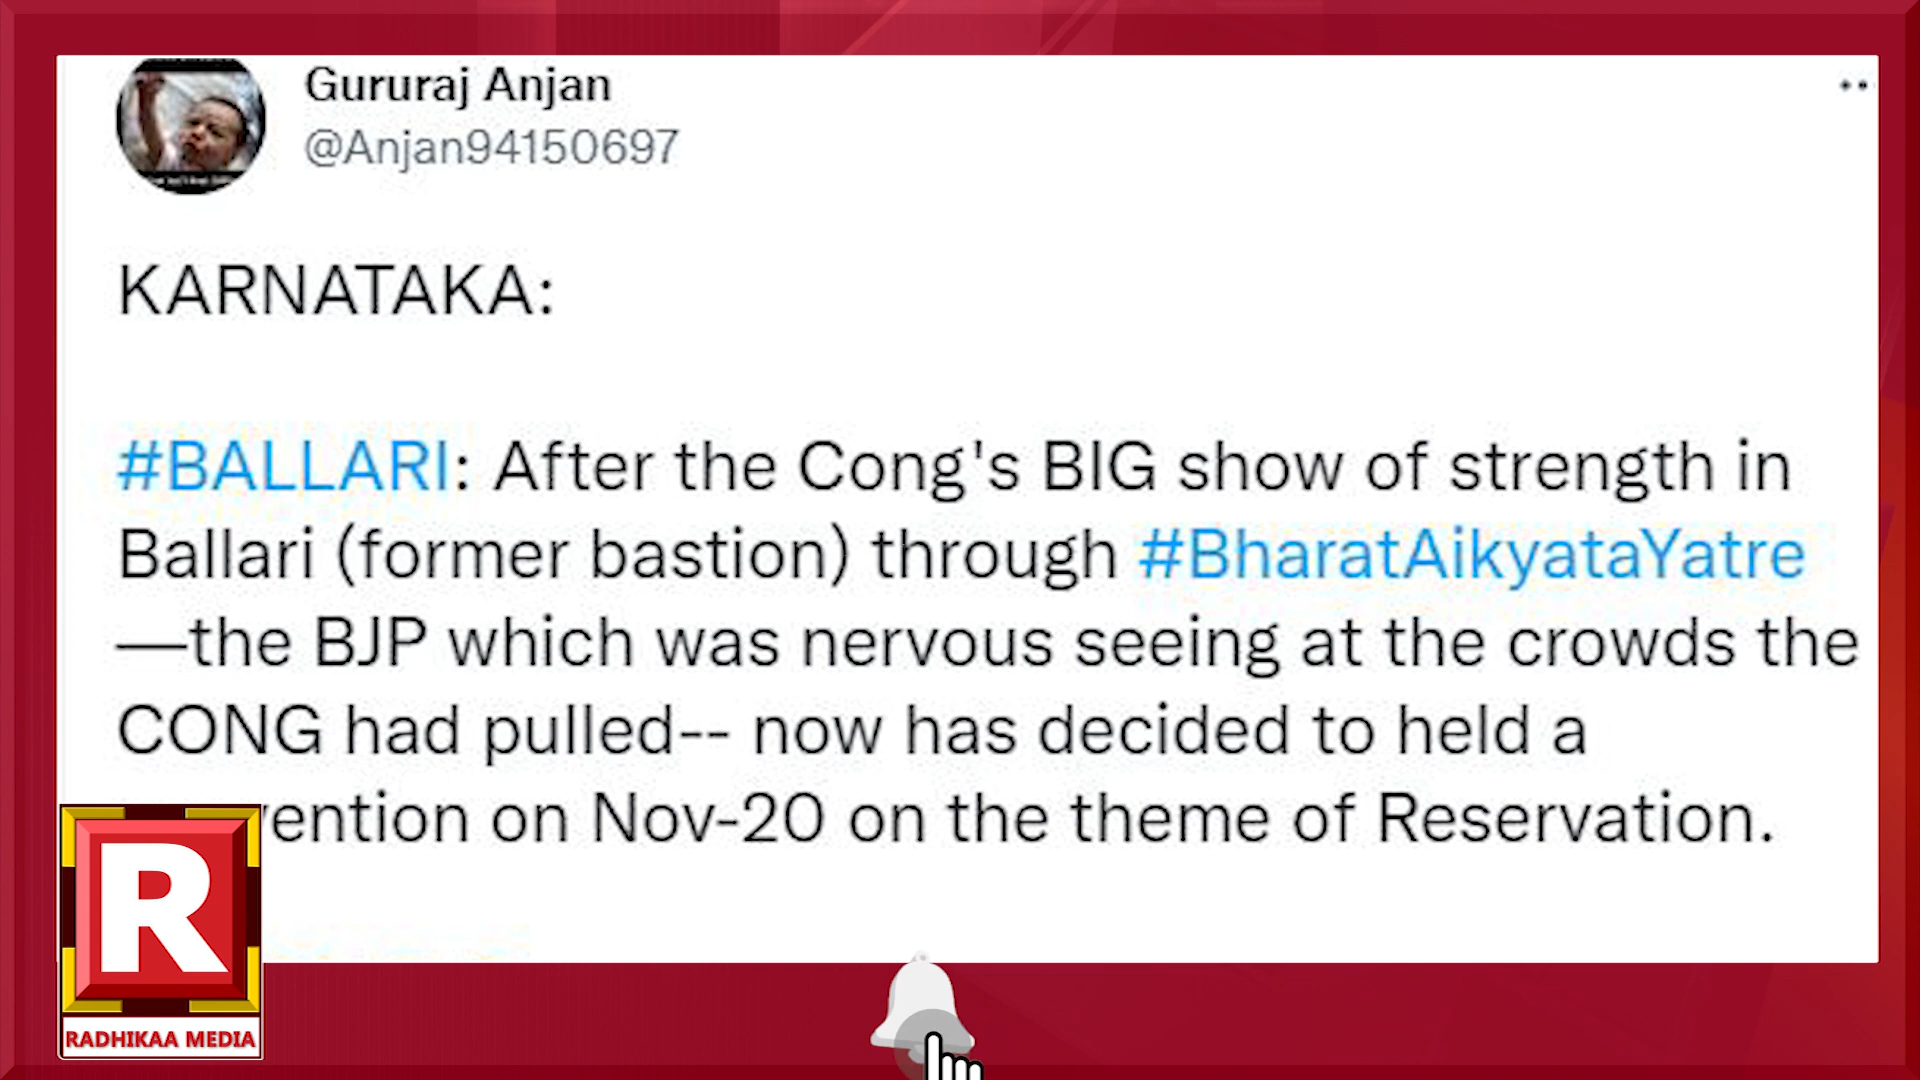 Gururaj Anjan
@Anjan94150697
KARNATAKA:
#BALLARI: After the Cong's BIG show of strength in
Ballari (former bastion) through #BharatAikyataYatre
—the BJP which was nervous seeing at the crowds the
CONG had pulled-- now has decided to held a
vention on Nov-20 on the theme of Reservation.
R
RADHIKAA MEDIA